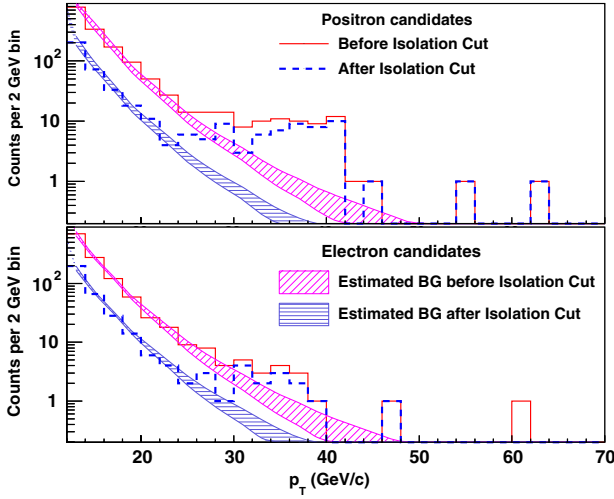 Positron candidates
Before Isolation Cut
After Isolation Cut
Counts per 2 GeV bin
10²
10
1
Electron candidates
Estimated BG before Isolation Cut
Estimated BG after Isolation Cut
Counts per 2 GeV bin
10²
10
1
20 30 40 50 60 70
p_T (GeV/c)